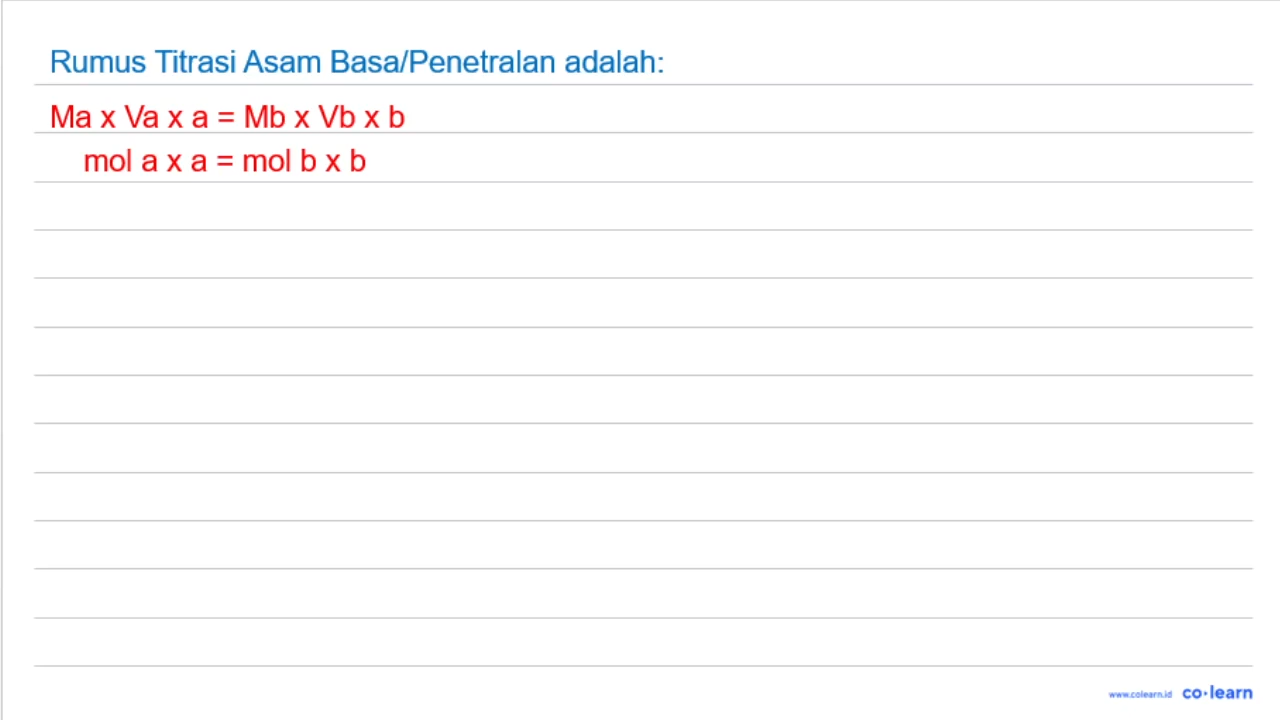 Rumus Titrasi Asam Basa/Penetralan adalah:
Ma x Va x a = Mb x Vb x b
mol a x a = mol b x b
www.colearn.id co·learn